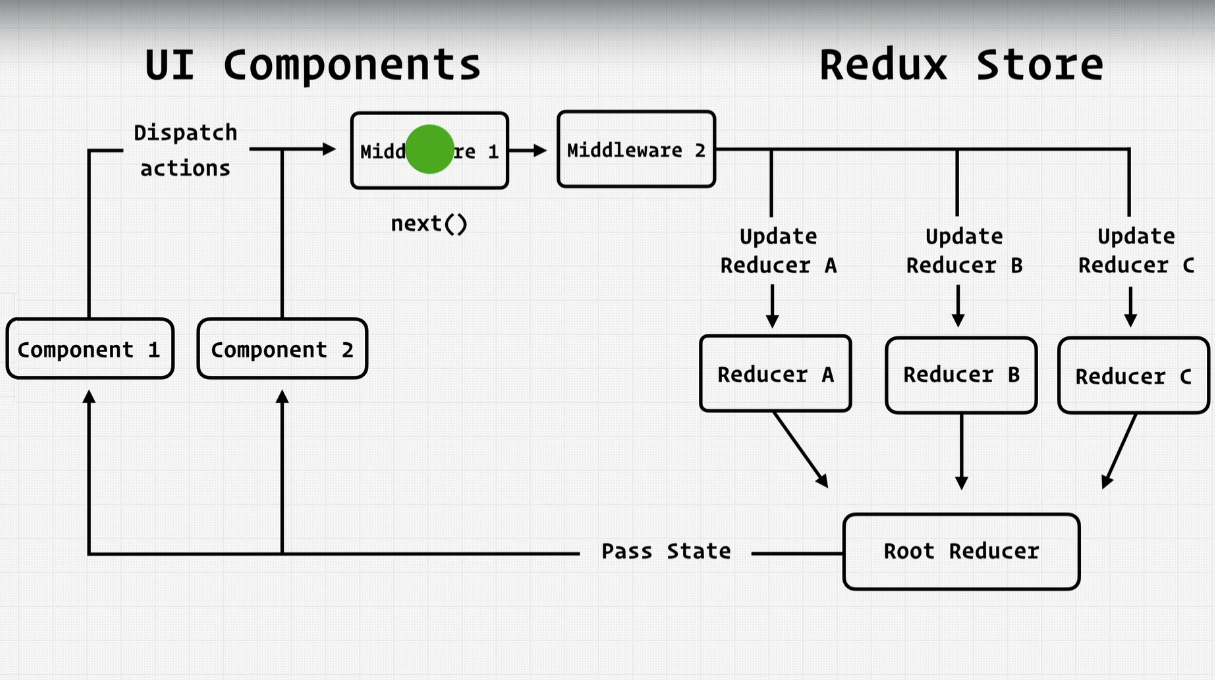 UI Components
Redux Store
Dispatch
actions
Midd re 1
Middleware 2
next()
Update
Reducer A
Update
Reducer B
Update
Reducer C
Component 1
Component 2
Reducer A
Reducer B
Reducer C
Pass State
Root Reducer